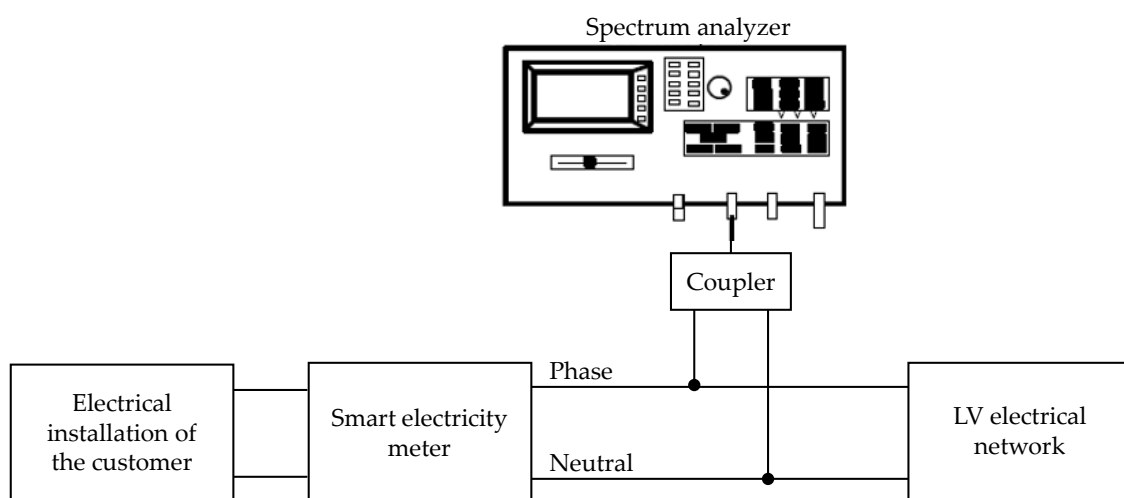 Spectrum analyzer
Coupler
Phase
Electrical
installation of
the customer
Smart electricity
meter
LV electrical
network
Neutral